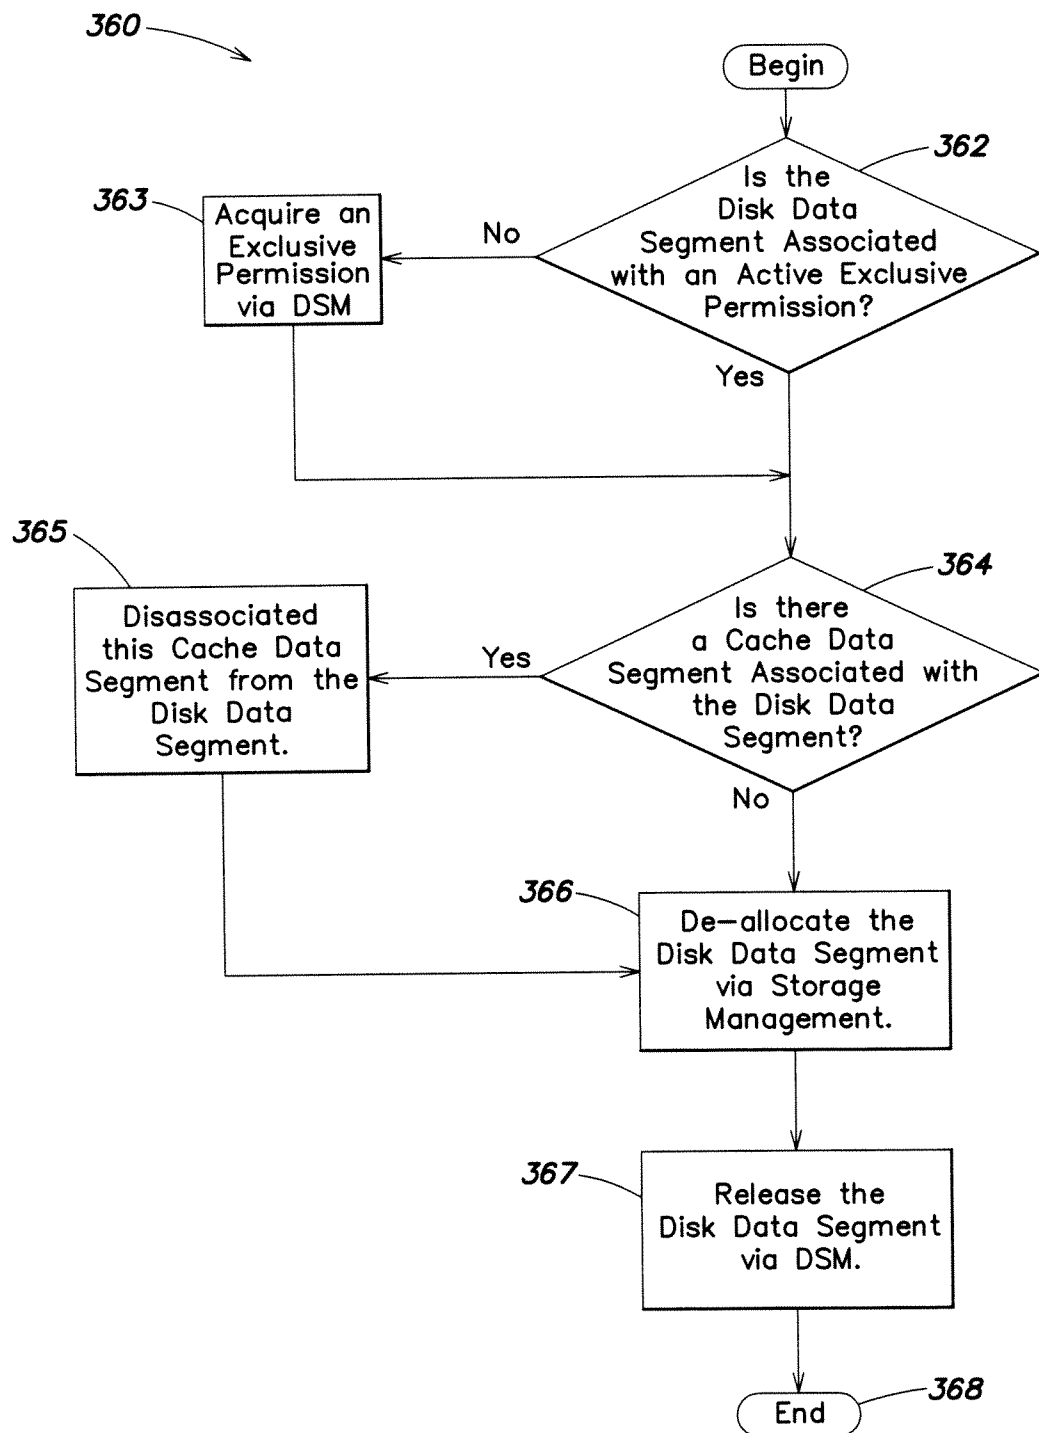 360
Begin
362
Is the
Disk Data
Segment Associated
with an Active Exclusive
Permission?
No
363
Acquire an
Exclusive
Permission
via DSM
Yes
365
Disassociated
this Cache Data
Segment from the
Disk Data
Segment.
364
Is there
a Cache Data
Segment Associated with
the Disk Data
Segment?
Yes
No
366
De-allocate the
Disk Data Segment
via Storage
Management.
367
Release the
Disk Data Segment
via DSM.
End
368